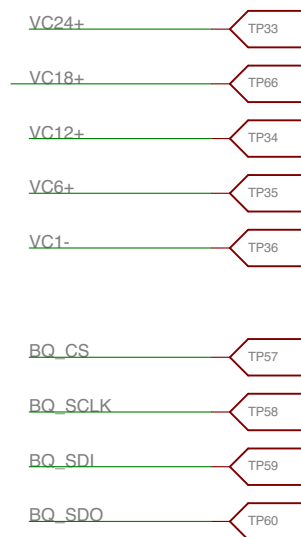 VC24+ TP33
VC18+ TP66
VC12+ TP34
VC6+ TP35
VC1- TP36
BQ_CS TP57
BQ_SCLK TP58
BQ_SDI TP59
BQ_SDO TP60